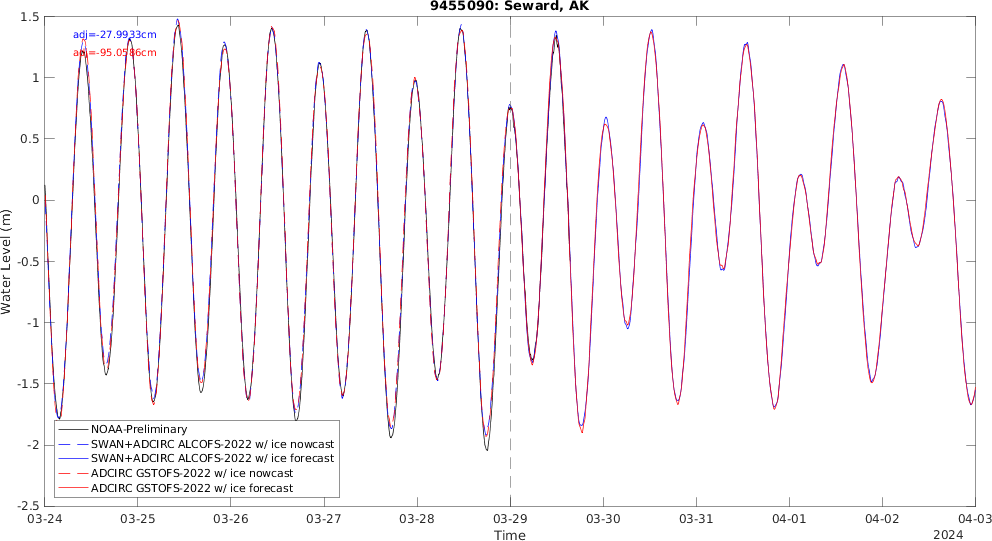 9455090: Seward, AK
adj=-27.9933cm
adj=-95.0586cm
Water Level (m)
1.5
1
0.5
0
-0.5
-1
-1.5
-2
-2.5
NOAA-Preliminary
SWAN+ADCIRC ALCOFS-2022 w/ ice nowcast
SWAN+ADCIRC ALCOFS-2022 w/ ice forecast
ADCIRC GSTOFS-2022 w/ ice nowcast
ADCIRC GSTOFS-2022 w/ ice forecast
03-24 03-25 03-26 03-27 03-28 03-29 03-30 03-31 04-01 04-02 04-03
Time
2024